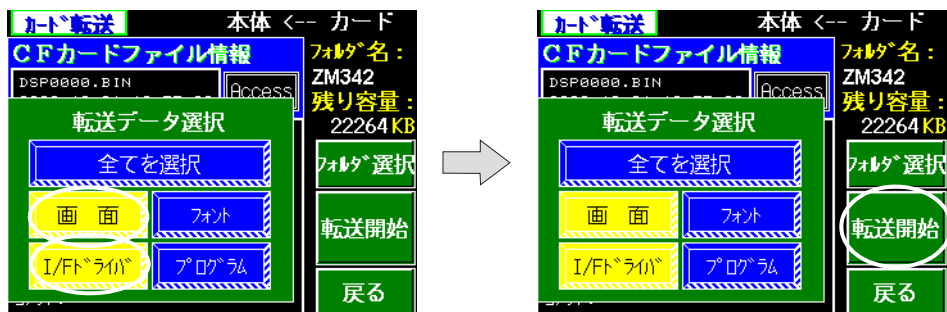 ｶｰﾄﾞ転送 本体 <-- カード
CFカードファイル情報
DSP0000.BIN
Access
転送データ選択
全てを選択
画 面 フォント
I/Fﾄﾞﾗｲﾊﾞ ﾌﾟﾛｸﾞﾗﾑ
ﾌｫﾙﾀﾞ名：
ZM342
残り容量：
22264KB
ﾌｫﾙﾀﾞ選択
転送開始
戻る
ｶｰﾄﾞ転送 本体 <-- カード
CFカードファイル情報
DSP0000.BIN
Access
転送データ選択
全てを選択
画 面 フォント
I/Fﾄﾞﾗｲﾊﾞ ﾌﾟﾛｸﾞﾗﾑ
ﾌｫﾙﾀﾞ名：
ZM342
残り容量：
22264KB
ﾌｫﾙﾀﾞ選択
転送開始
戻る